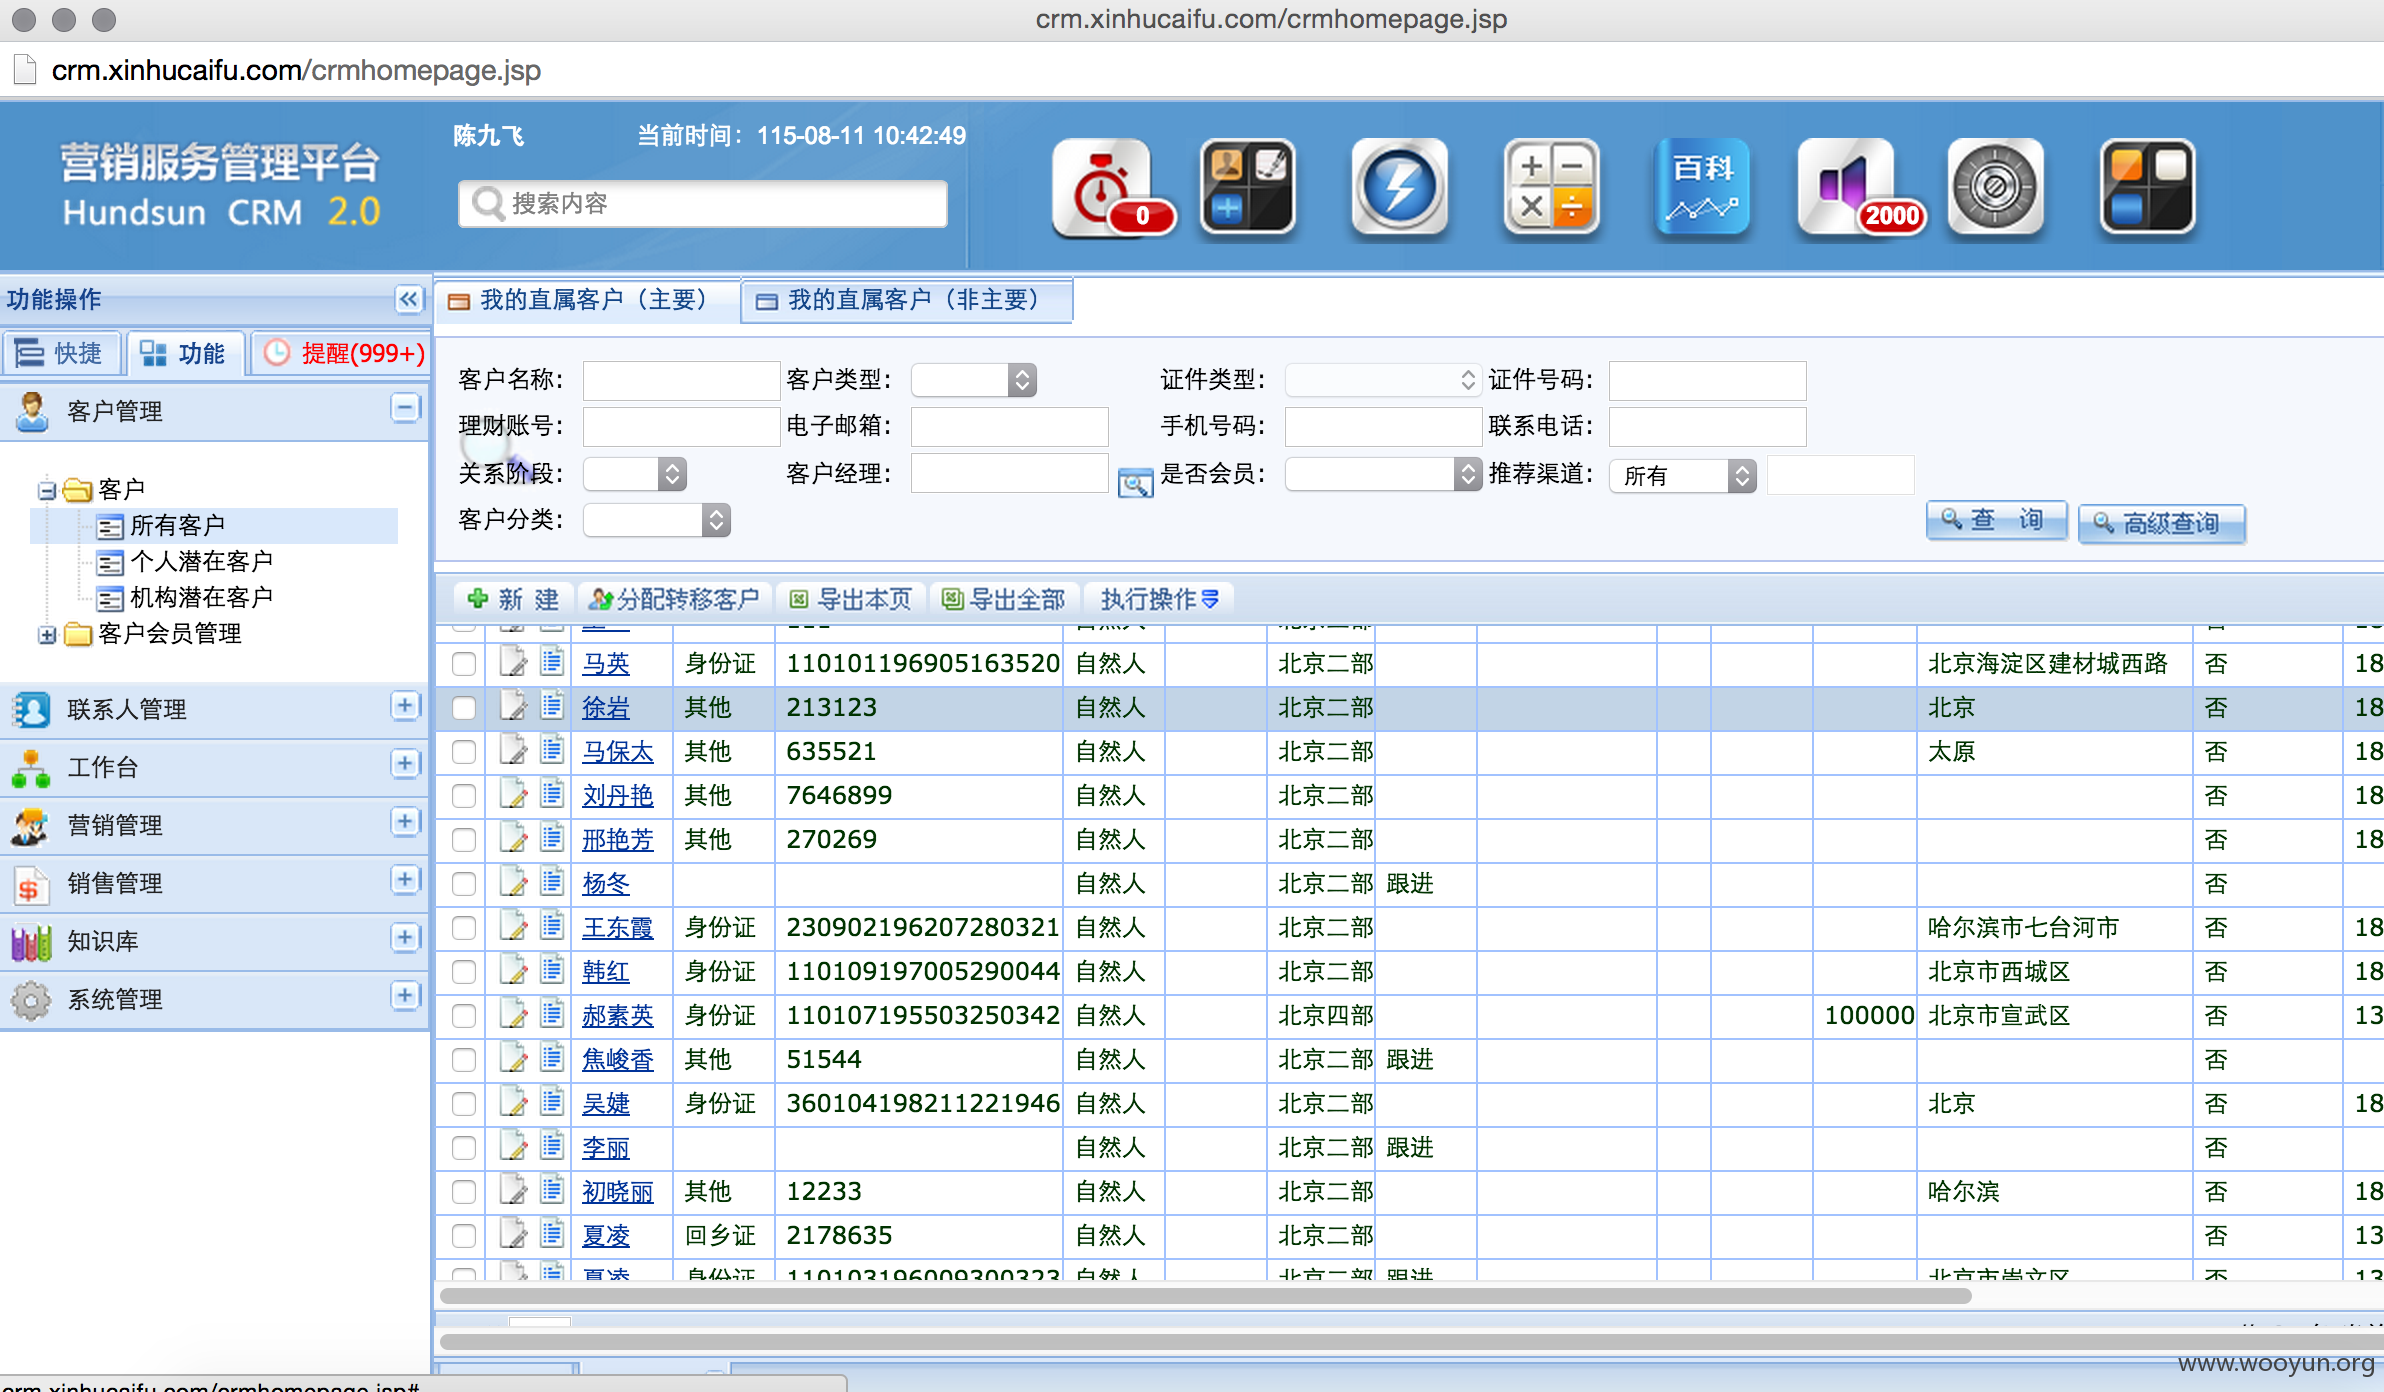 crm.xinhucaifu.com/crmhomepage.jsp
crm.xinhucaifu.com/crmhomepage.jsp
营销服务管理平台
Hundsun CRM 2.0
陈九飞 当前时间：115-08-11 10:42:49
搜索内容
0
百科
2000
功能操作
快捷 功能 提醒(999+)
客户管理
客户
所有客户
个人潜在客户
机构潜在客户
客户会员管理
联系人管理
工作台
营销管理
销售管理
知识库
系统管理
我的直属客户（主要） 我的直属客户（非主要）
客户名称： 客户类型： 证件类型： 证件号码：
理财账号： 电子邮箱： 手机号码： 联系电话：
关系阶段： 客户经理： 是否会员： 推荐渠道： 所有
客户分类：
查 询 高级查询
新 建 分配转移客户 导出本页 导出全部 执行操作
马英 身份证 110101196905163520 自然人 北京二部 北京海淀区建材城西路 否 18
徐岩 其他 213123 自然人 北京二部 北京 否 18
马保太 其他 635521 自然人 北京二部 太原 否 18
刘丹艳 其他 7646899 自然人 北京二部 否 18
邢艳芳 其他 270269 自然人 北京二部 否 18
杨冬 自然人 北京二部 跟进 否
王东霞 身份证 230902196207280321 自然人 北京二部 哈尔滨市七台河市 否 18
韩红 身份证 110109197005290044 自然人 北京二部 北京市西城区 否 18
郝素英 身份证 110107195503250342 自然人 北京四部 100000 北京市宣武区 否 13
焦峻香 其他 51544 自然人 北京二部 跟进 否
吴婕 身份证 360104198211221946 自然人 北京二部 北京 否 18
李丽 自然人 北京二部 跟进 否
初晓丽 其他 12233 自然人 北京二部 哈尔滨 否 18
夏凌 回乡证 2178635 自然人 北京二部 否 13
夏凌 身份证 110103196009300323 自然人 北京二部 跟进 北京市崇文区 否 13
www.wooyun.org
crm.xinhucaifu.com/crmhomepage.jsp#